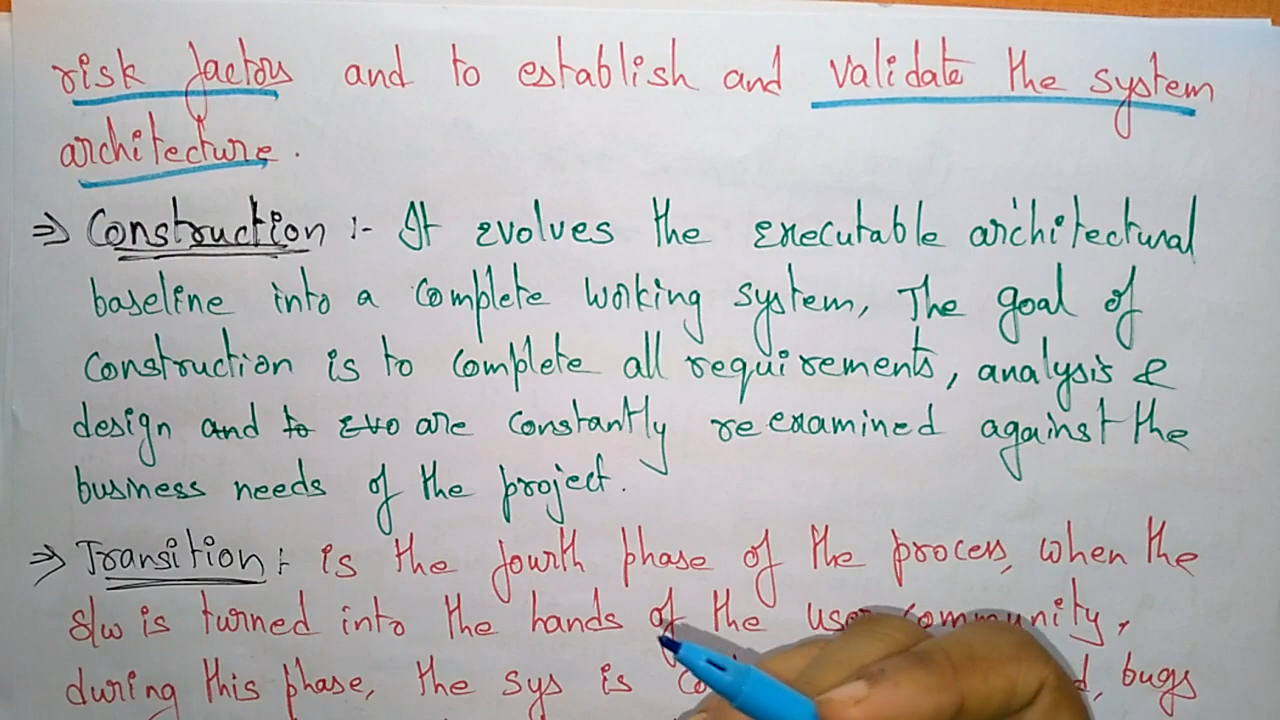 risk factors and to establish and validate the system
architecture.
⇒ Construction :- It evolves the executable architectural
baseline into a complete working system, The goal of
construction is to complete all requirements, analysis &
design and to evo are constantly reexamined against the
business needs of the project.
⇒ Transition :- is the fourth phase of the process, when the
s/w is turned into the hands of the user community,
during this phase, the sys is bugs